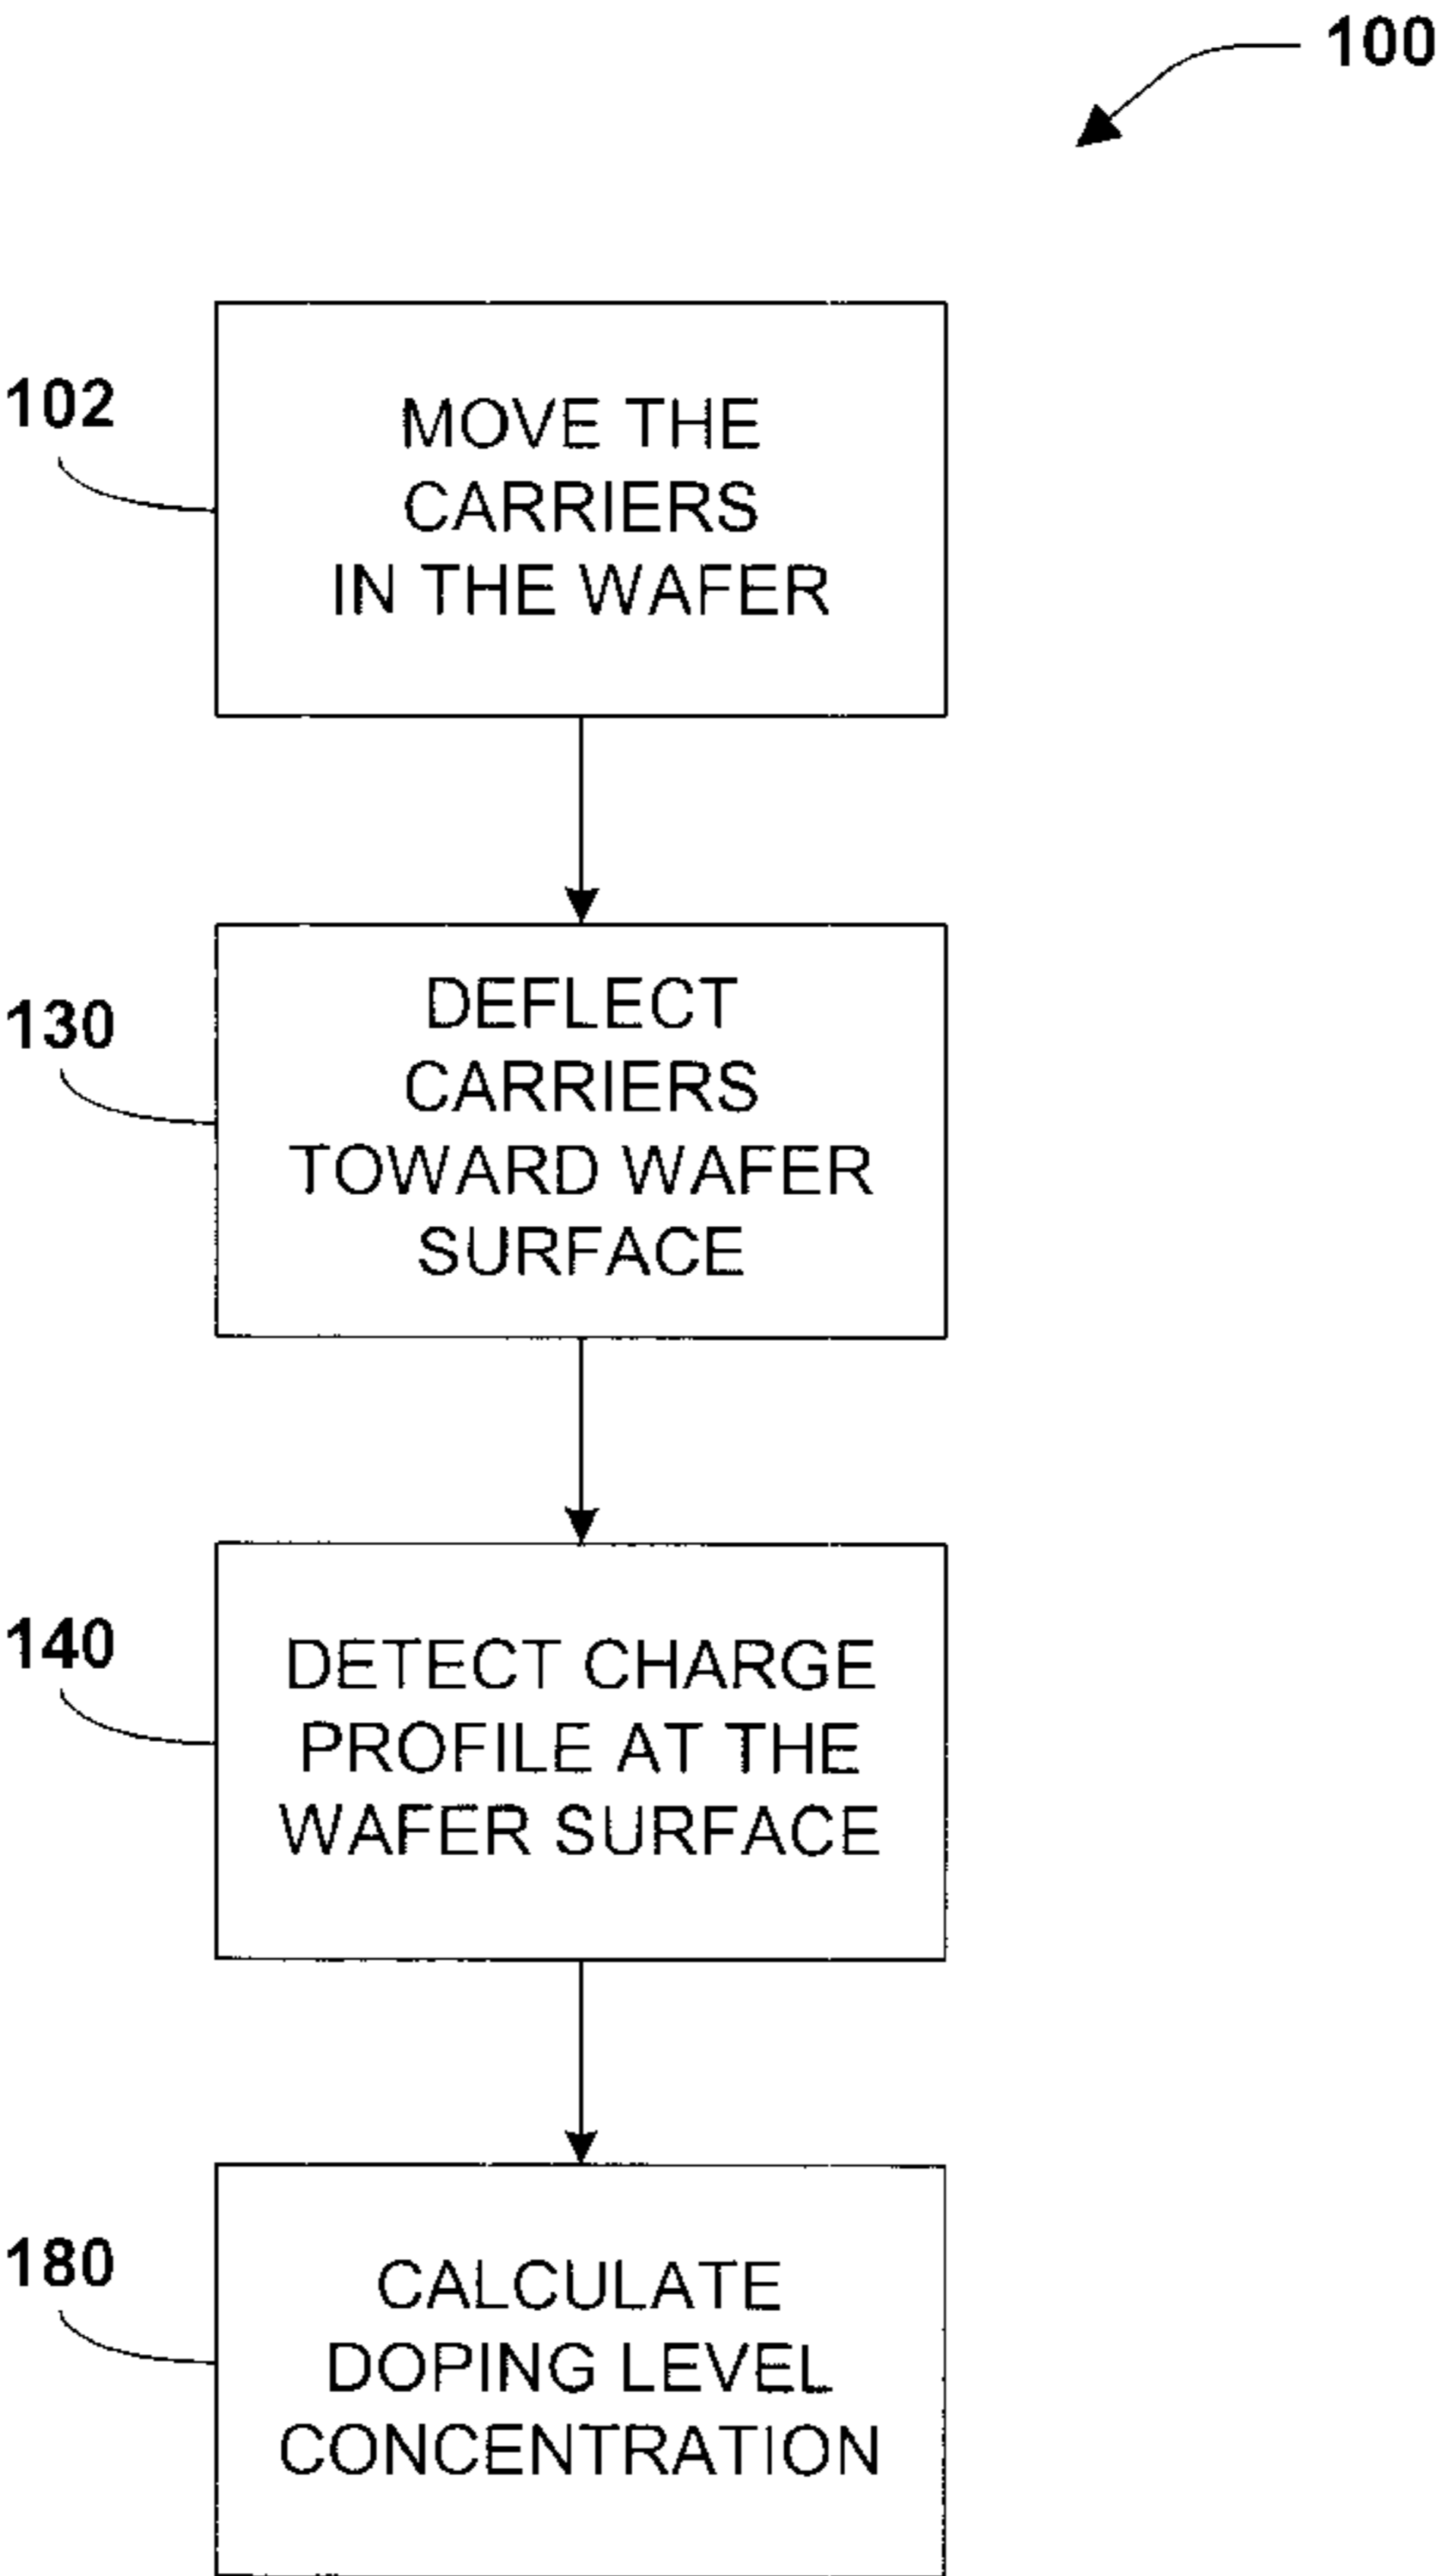 100
102
MOVE THE
CARRIERS
IN THE WAFER
130
DEFLECT
CARRIERS
TOWARD WAFER
SURFACE
140
DETECT CHARGE
PROFILE AT THE
WAFER SURFACE
180
CALCULATE
DOPING LEVEL
CONCENTRATION